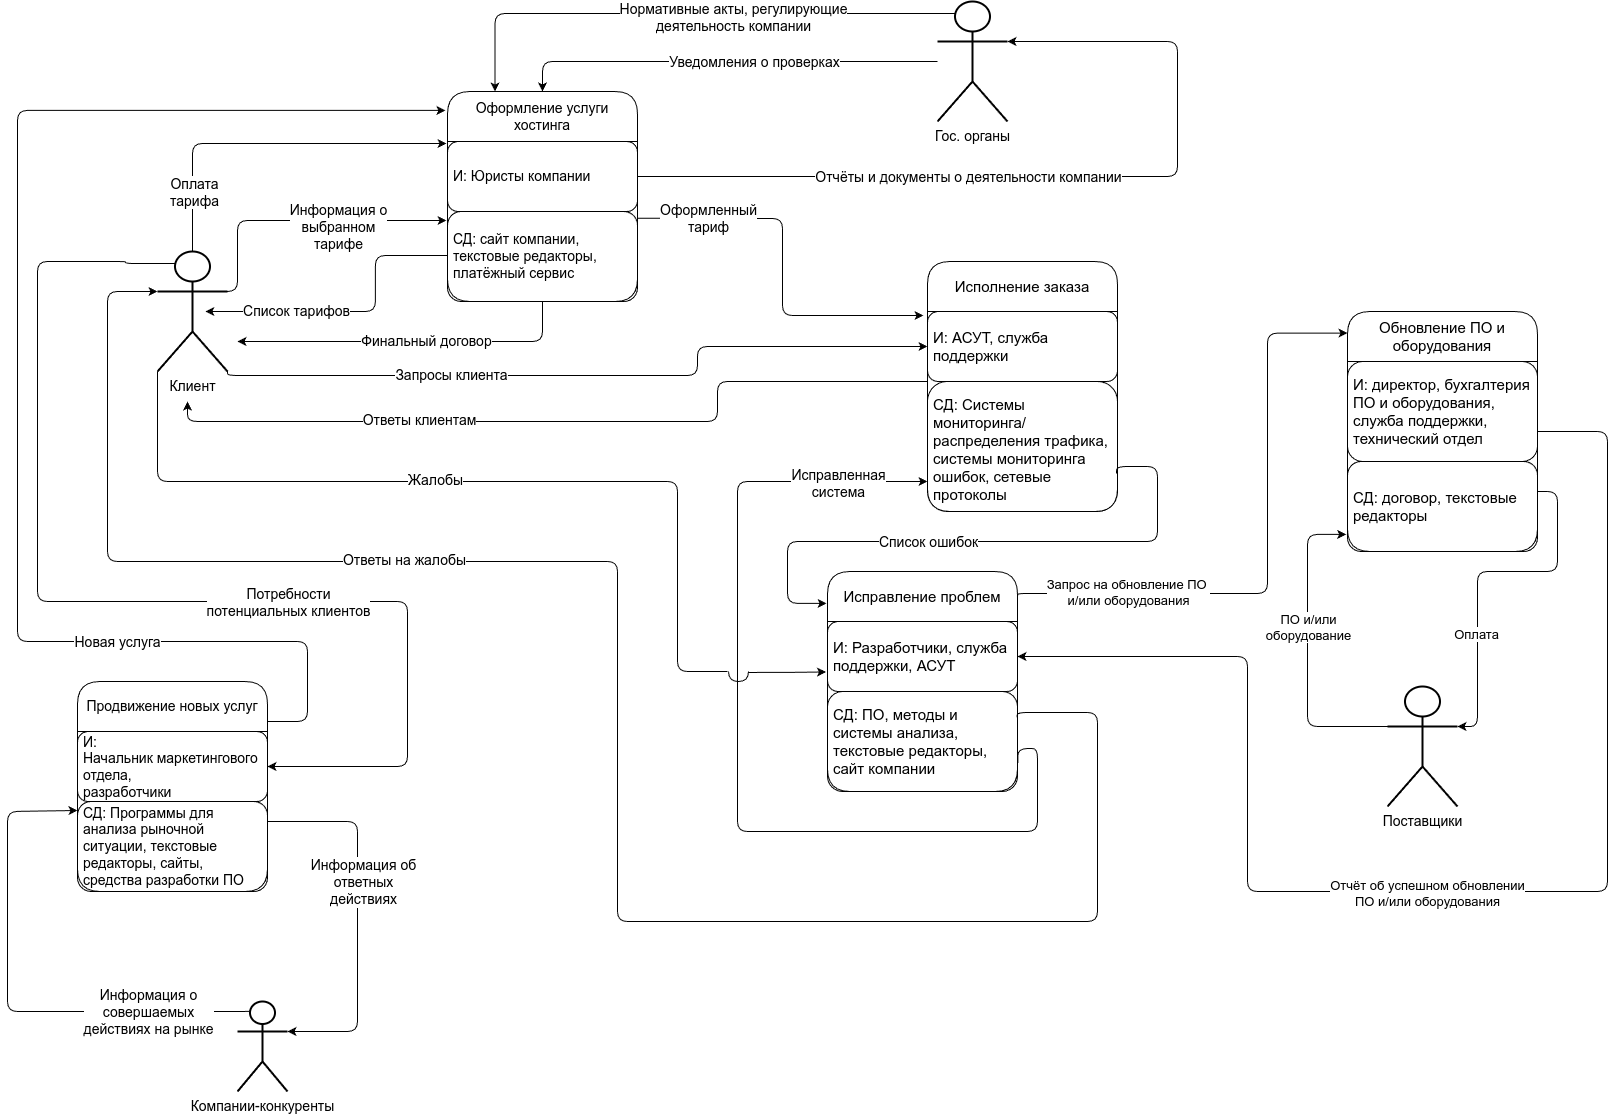 Нормативные акты, регулирующие
деятельность компании
Уведомления о проверках
Гос. органы
Оформление услуги
хостинга
И: Юристы компании
СД: сайт компании,
текстовые редакторы,
платёжный сервис
Отчёты и документы о деятельности компании
Оплата
тарифа
Информация о
выбранном
тарифе
Оформленный
тариф
Список тарифов
Финальный договор
Клиент
Запросы клиента
Ответы клиентам
Исполнение заказа
И: АСУТ, служба
поддержки
СД: Системы
мониторинга/
распределения трафика,
системы мониторинга
ошибок, сетевые
протоколы
Обновление ПО и
оборудования
И: директор, бухгалтерия
ПО и оборудования,
служба поддержки,
технический отдел
СД: договор, текстовые
редакторы
Жалобы
Исправленная
система
Список ошибок
Ответы на жалобы
Потребности
потенциальных клиентов
Новая услуга
Исправление проблем
И: Разработчики, служба
поддержки, АСУТ
СД: ПО, методы и
системы анализа,
текстовые редакторы,
сайт компании
Запрос на обновление ПО
и/или оборудования
ПО и/или
оборудование
Оплата
Поставщики
Продвижение новых услуг
И:
Начальник маркетингового
отдела,
разработчики
СД: Программы для
анализа рыночной
ситуации, текстовые
редакторы, сайты,
средства разработки ПО
Информация об
ответных
действиях
Отчёт об успешном обновлении
ПО и/или оборудования
Информация о
совершаемых
действиях на рынке
Компании-конкуренты